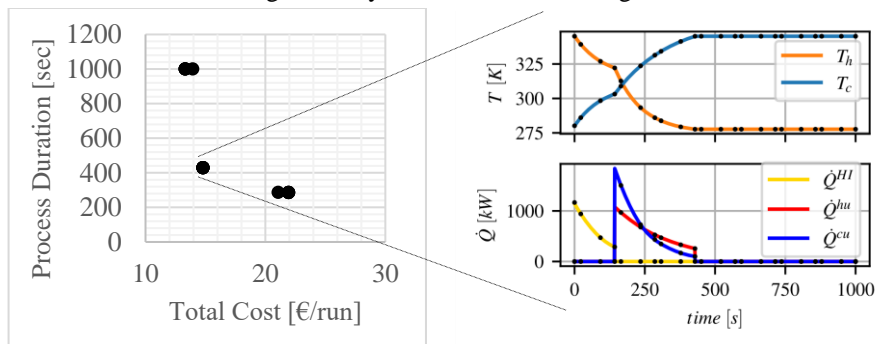 1200
1000
800
600
400
200
0
10
20
30
Process Duration [sec]
Total Cost [€/run]
325
300
275
T [K]
T_h
T_c
1000
0
Q̇ [kW]
Q̇^{HI}
Q̇^{hu}
Q̇^{cu}
0
250
500
750
1000
time [s]